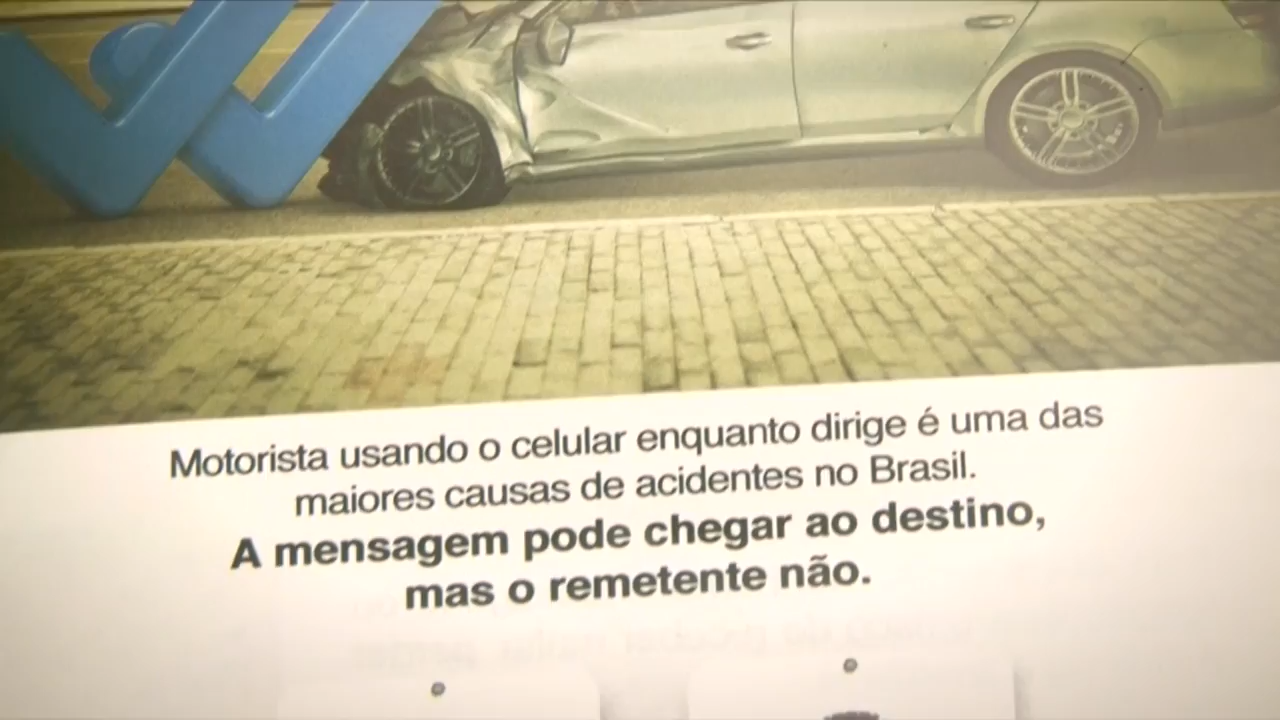 Motorista usando o celular enquanto dirige é uma das
maiores causas de acidentes no Brasil.
A mensagem pode chegar ao destino,
mas o remetente não.